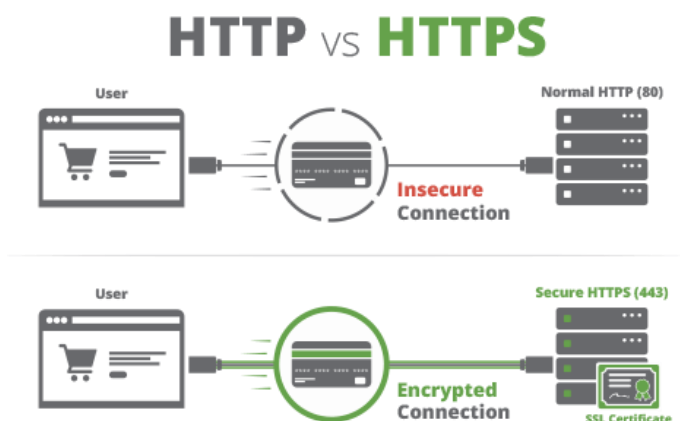 HTTP vs HTTPS
User
Normal HTTP (80)
Insecure
Connection
User
Secure HTTPS (443)
Encrypted
Connection
SSL Certificate